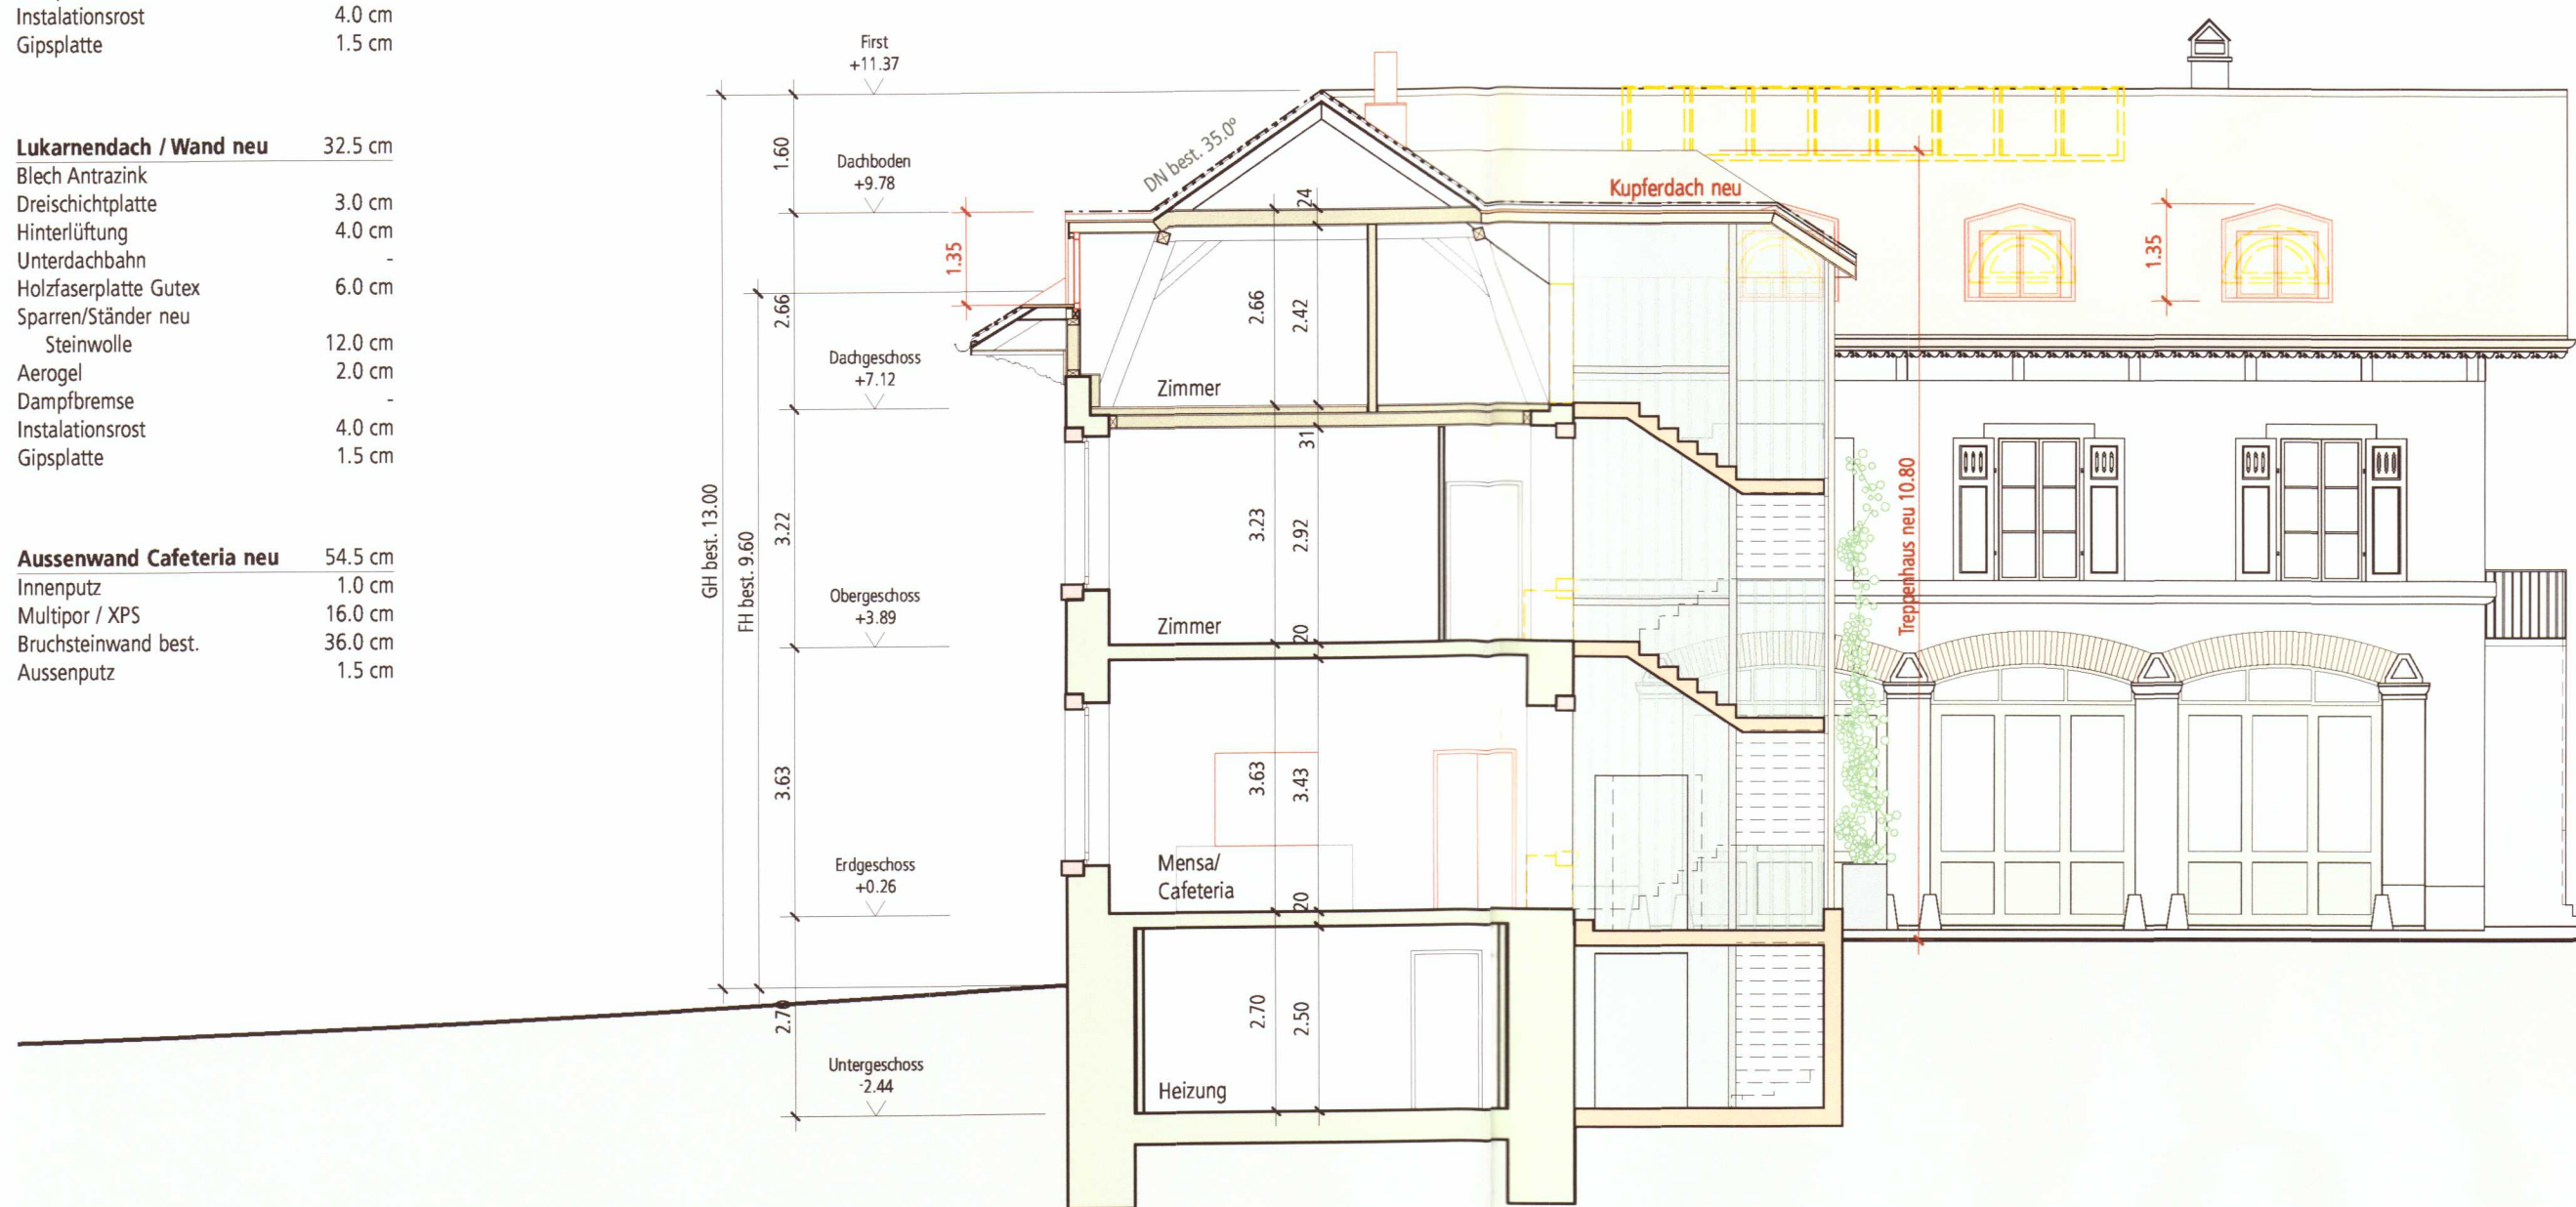 Instalationsrost 4.0 cm
Gipsplatte 1.5 cm
Lukarnendach / Wand neu 32.5 cm
Blech Antrazink
Dreischichtplatte 3.0 cm
Hinterlüftung 4.0 cm
Unterdachbahn -
Holzfaserplatte Gutex 6.0 cm
Sparren/Ständer neu
Steinwolle 12.0 cm
Aerogel 2.0 cm
Dampfbremse -
Instalationsrost 4.0 cm
Gipsplatte 1.5 cm
Aussenwand Cafeteria neu 54.5 cm
Innenputz 1.0 cm
Multipor / XPS 16.0 cm
Bruchsteinwand best. 36.0 cm
Aussenputz 1.5 cm
GH best. 13.00
FH best. 9.60
1.60
2.66
3.22
3.63
2.70
First
+11.37
Dachboden
+9.78
Dachgeschoss
+7.12
Obergeschoss
+3.89
Erdgeschoss
+0.26
Untergeschoss
-2.44
1.35
DN best. 35.0°
24
2.66
2.42
Zimmer
31
3.23
2.92
Zimmer
20
3.63
3.43
Mensa/
Cafeteria
20
2.70
2.50
Heizung
Kupferdach neu
Treppenhaus neu 10.80
1.35